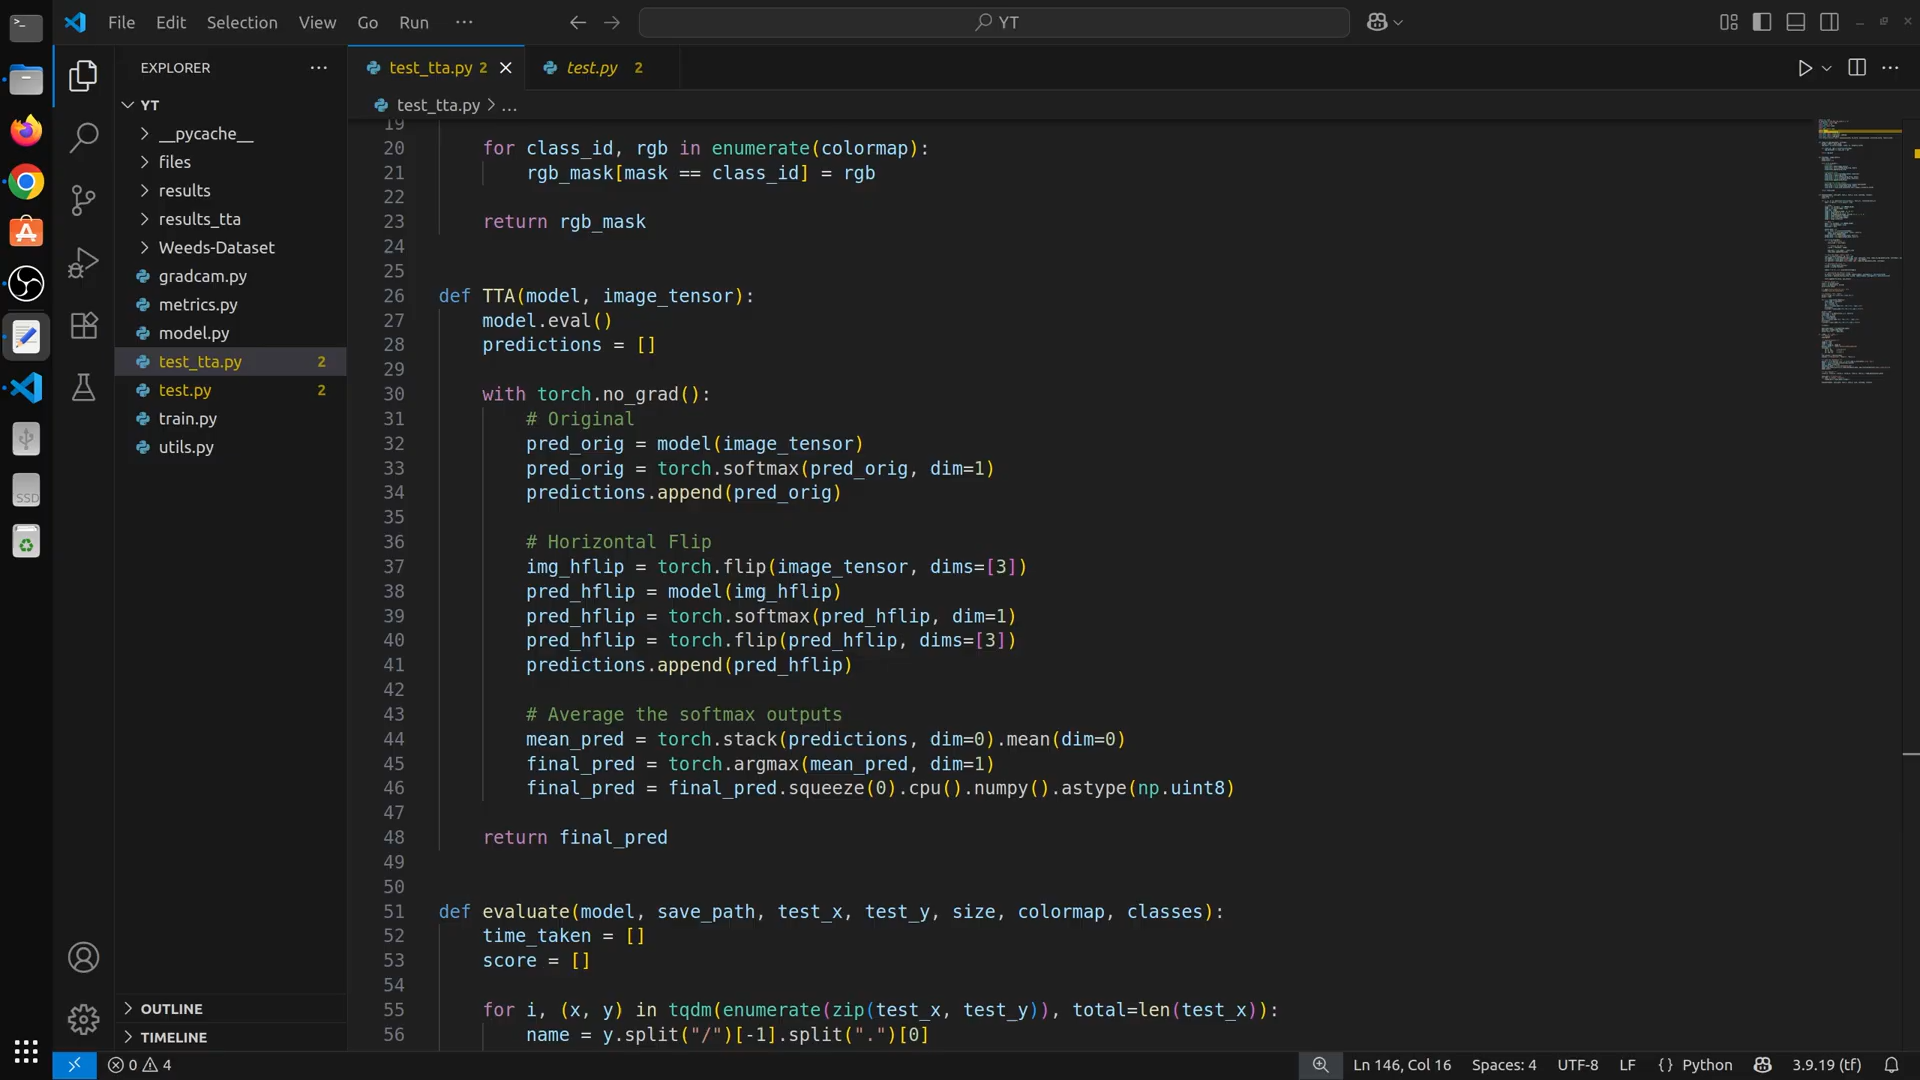 File Edit Selection View Go Run ··· YT
EXPLORER ···
YT
__pycache__
files
results
results_tta
Weeds-Dataset
gradcam.py
metrics.py
model.py
test_tta.py 2
test.py 2
train.py
utils.py
OUTLINE
TIMELINE
SSD
test_tta.py 2 test.py 2
test_tta.py > ...
19
20 for class_id, rgb in enumerate(colormap):
21 rgb_mask[mask == class_id] = rgb
22
23 return rgb_mask
24
25
26 def TTA(model, image_tensor):
27 model.eval()
28 predictions = []
29
30 with torch.no_grad():
31 # Original
32 pred_orig = model(image_tensor)
33 pred_orig = torch.softmax(pred_orig, dim=1)
34 predictions.append(pred_orig)
35
36 # Horizontal Flip
37 img_hflip = torch.flip(image_tensor, dims=[3])
38 pred_hflip = model(img_hflip)
39 pred_hflip = torch.softmax(pred_hflip, dim=1)
40 pred_hflip = torch.flip(pred_hflip, dims=[3])
41 predictions.append(pred_hflip)
42
43 # Average the softmax outputs
44 mean_pred = torch.stack(predictions, dim=0).mean(dim=0)
45 final_pred = torch.argmax(mean_pred, dim=1)
46 final_pred = final_pred.squeeze(0).cpu().numpy().astype(np.uint8)
47
48 return final_pred
49
50
51 def evaluate(model, save_path, test_x, test_y, size, colormap, classes):
52 time_taken = []
53 score = []
54
55 for i, (x, y) in tqdm(enumerate(zip(test_x, test_y)), total=len(test_x)):
56 name = y.split("/")[-1].split(".")[0]
0 4 Ln 146, Col 16 Spaces: 4 UTF-8 LF {} Python 3.9.19 (tf)